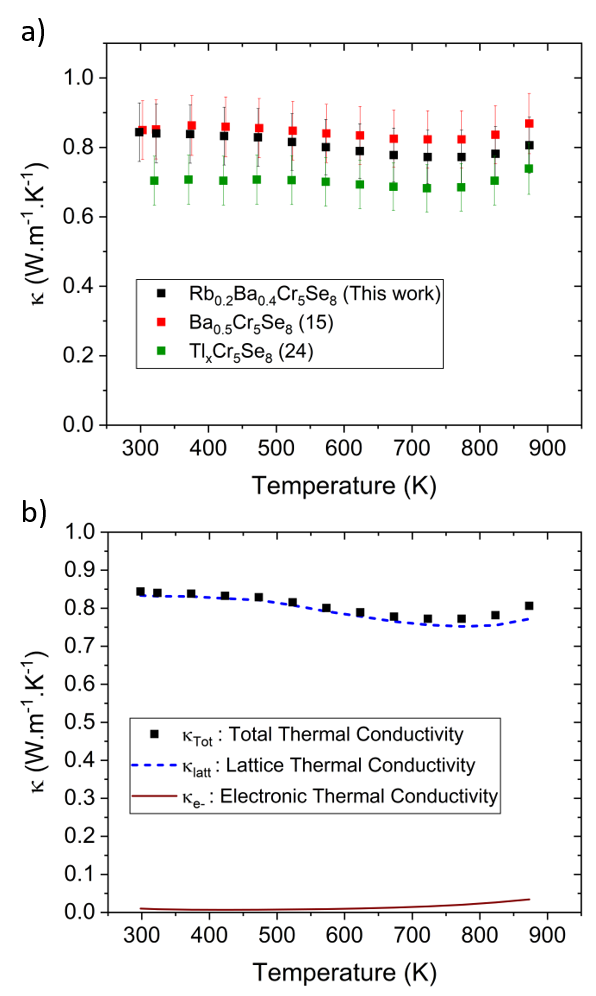 a)
1.0
0.8
0.6
0.4
0.2
0.0
κ (W.m⁻¹.K⁻¹)
Rb₀.₂Ba₀.₄Cr₅Se₈ (This work)
Ba₀.₅Cr₅Se₈ (15)
TlₓCr₅Se₈ (24)
300 400 500 600 700 800 900
Temperature (K)
b)
1.0
0.9
0.8
0.7
0.6
0.5
0.4
0.3
0.2
0.1
0.0
κ (W.m⁻¹.K⁻¹)
κTot : Total Thermal Conductivity
κlatt : Lattice Thermal Conductivity
κe- : Electronic Thermal Conductivity
300 400 500 600 700 800 900
Temperature (K)